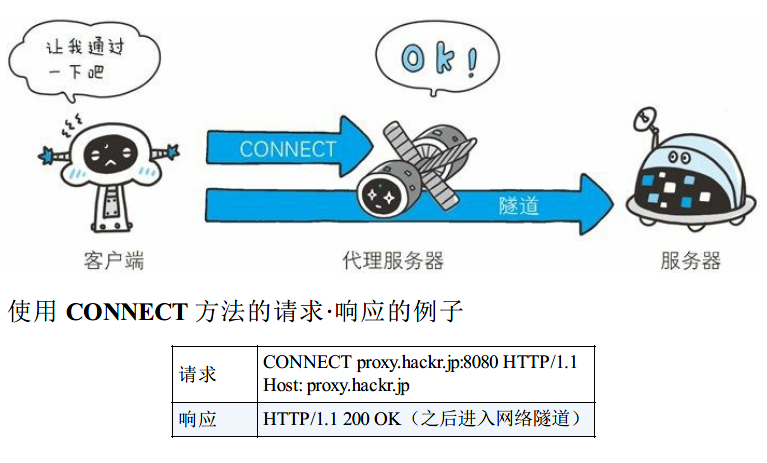 让我通过
一下吧
Ok!
CONNECT
隧道
客户端
代理服务器
服务器
使用 CONNECT 方法的请求·响应的例子
请求
CONNECT proxy.hackr.jp:8080 HTTP/1.1
Host: proxy.hackr.jp
响应
HTTP/1.1 200 OK（之后进入网络隧道）